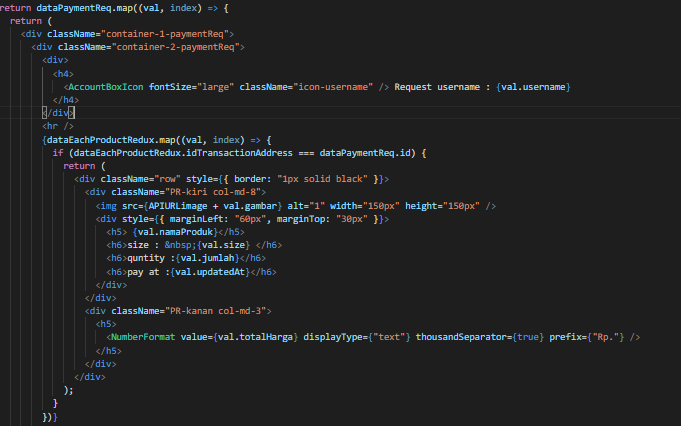 return dataPaymentReq.map((val, index) => {
return (
<div className="container-1-paymentReq">
<div className="container-2-paymentReq">
<div>
<h4>
<AccountBoxIcon fontSize="large" className="icon-username" /> Request username : {val.username}
</h4>
</div>
<hr />
{dataEachProductRedux.map((val, index) => {
if (dataEachProductRedux.idTransactionAddress === dataPaymentReq.id) {
return (
<div className="row" style={{ border: "1px solid black" }}>
<div className="PR-kiri col-md-8">
<img src={APIURLimage + val.gambar} alt="1" width="150px" height="150px" />
<div style={{ marginLeft: "60px", marginTop: "30px" }}>
<h5> {val.namaProduk}</h5>
<h6>size : &nbsp;{val.size} </h6>
<h6>quntity :{val.jumlah}</h6>
<h6>pay at :{val.updatedAt}</h6>
</div>
</div>
<div className="PR-kanan col-md-3">
<h5>
<NumberFormat value={val.totalHarga} displayType={"text"} thousandSeparator={true} prefix={"Rp."} />
</h5>
</div>
</div>
);
}
})}